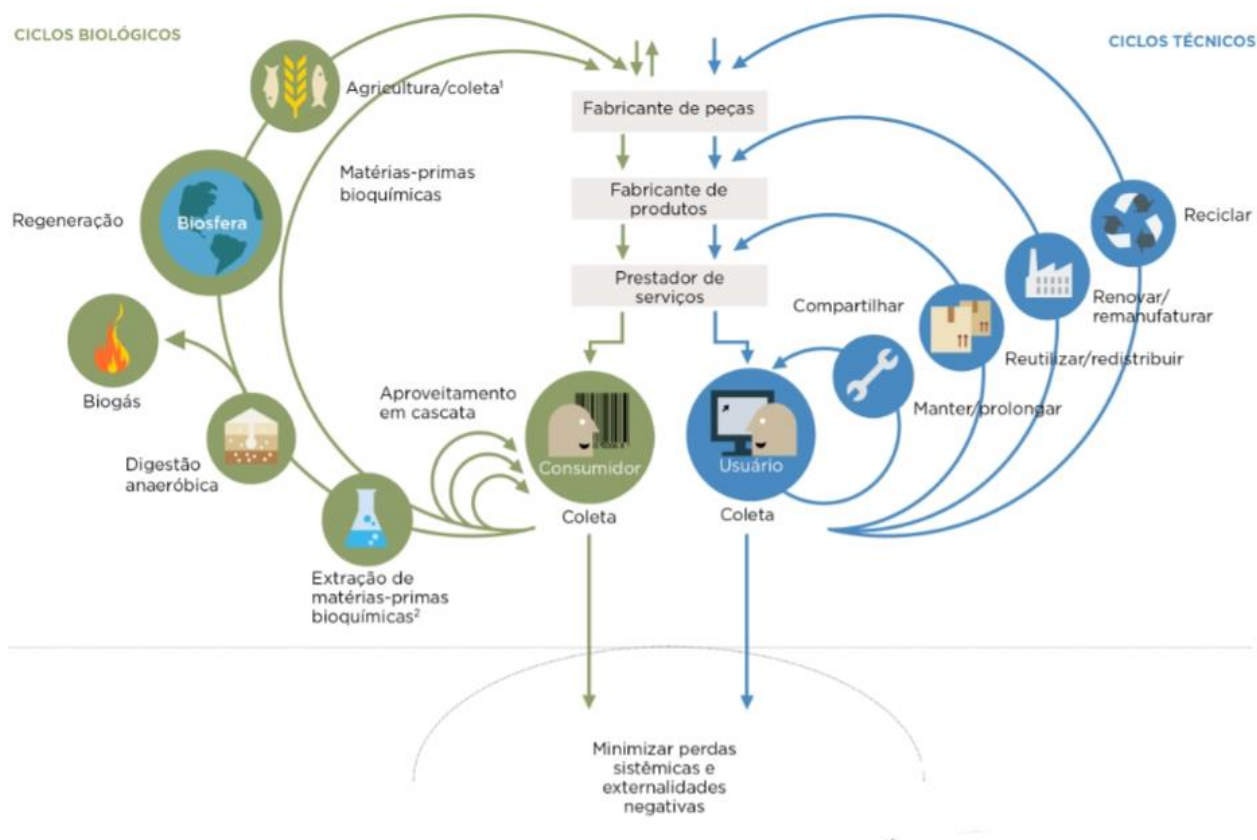 CICLOS BIOLÓGICOS
CICLOS TÉCNICOS
Agricultura/coleta¹
Fabricante de peças
Matérias-primas
bioquímicas
Fabricante de
produtos
Regeneração
Biosfera
Reciclar
Prestador de
serviços
Compartilhar
Renovar/
remanufaturar
Reutilizar/redistribuir
Biogás
Aproveitamento
em cascata
Manter/prolongar
Consumidor
Usuário
Digestão
anaeróbica
Coleta
Coleta
Extração de
matérias-primas
bioquímicas²
Minimizar perdas
sistêmicas e
externalidades
negativas